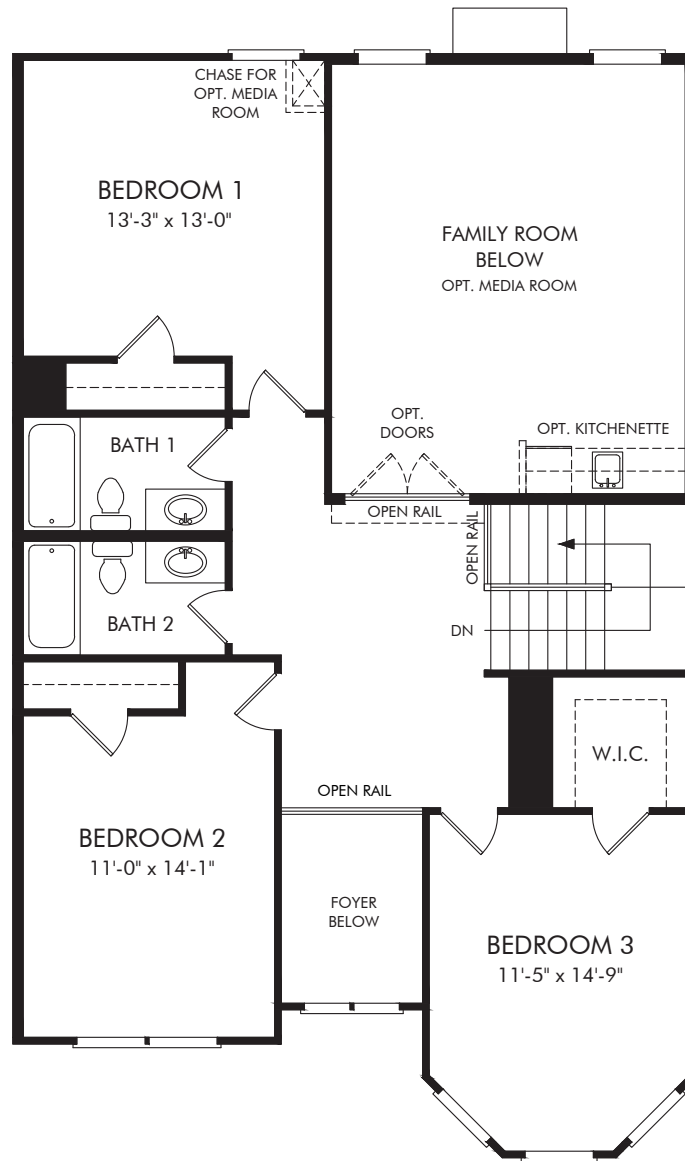 CHASE FOR
OPT. MEDIA
ROOM
BEDROOM 1
13'-3" x 13'-0"
FAMILY ROOM
BELOW
OPT. MEDIA ROOM
OPT.
DOORS
OPT. KITCHENETTE
BATH 1
OPEN RAIL
OPEN RAIL
BATH 2
DN
W.I.C.
OPEN RAIL
BEDROOM 2
11'-0" x 14'-1"
FOYER
BELOW
BEDROOM 3
11'-5" x 14'-9"